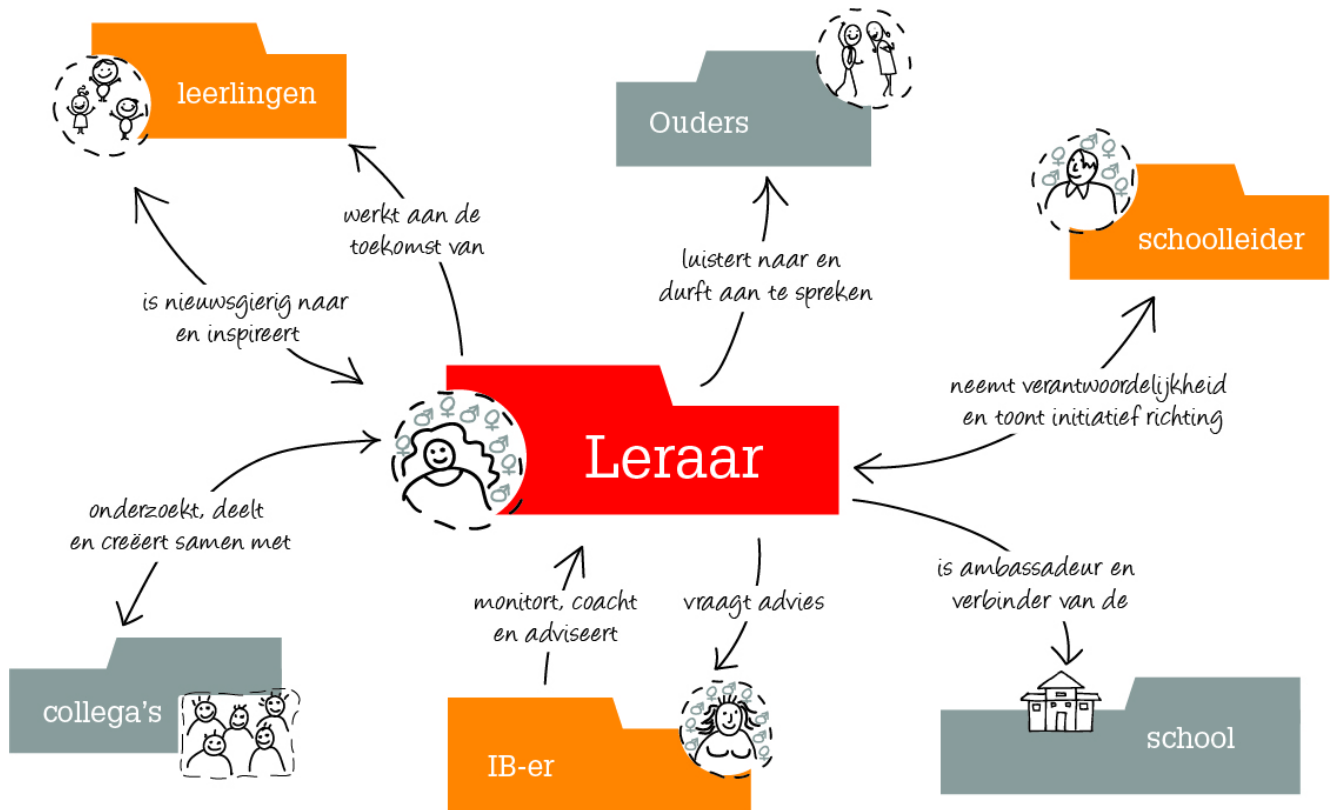 leerlingen
Ouders
schoolleider
werkt aan de
toekomst van
luistert naar en
durft aan te spreken
is nieuwsgierig naar
en inspireert
neemt verantwoordelijkheid
en toont initiatief richting
Leraar
onderzoekt, deelt
en creëert samen met
monitort, coacht
en adviseert
vraagt advies
is ambassadeur en
verbinder van de
collega's
IB-er
school